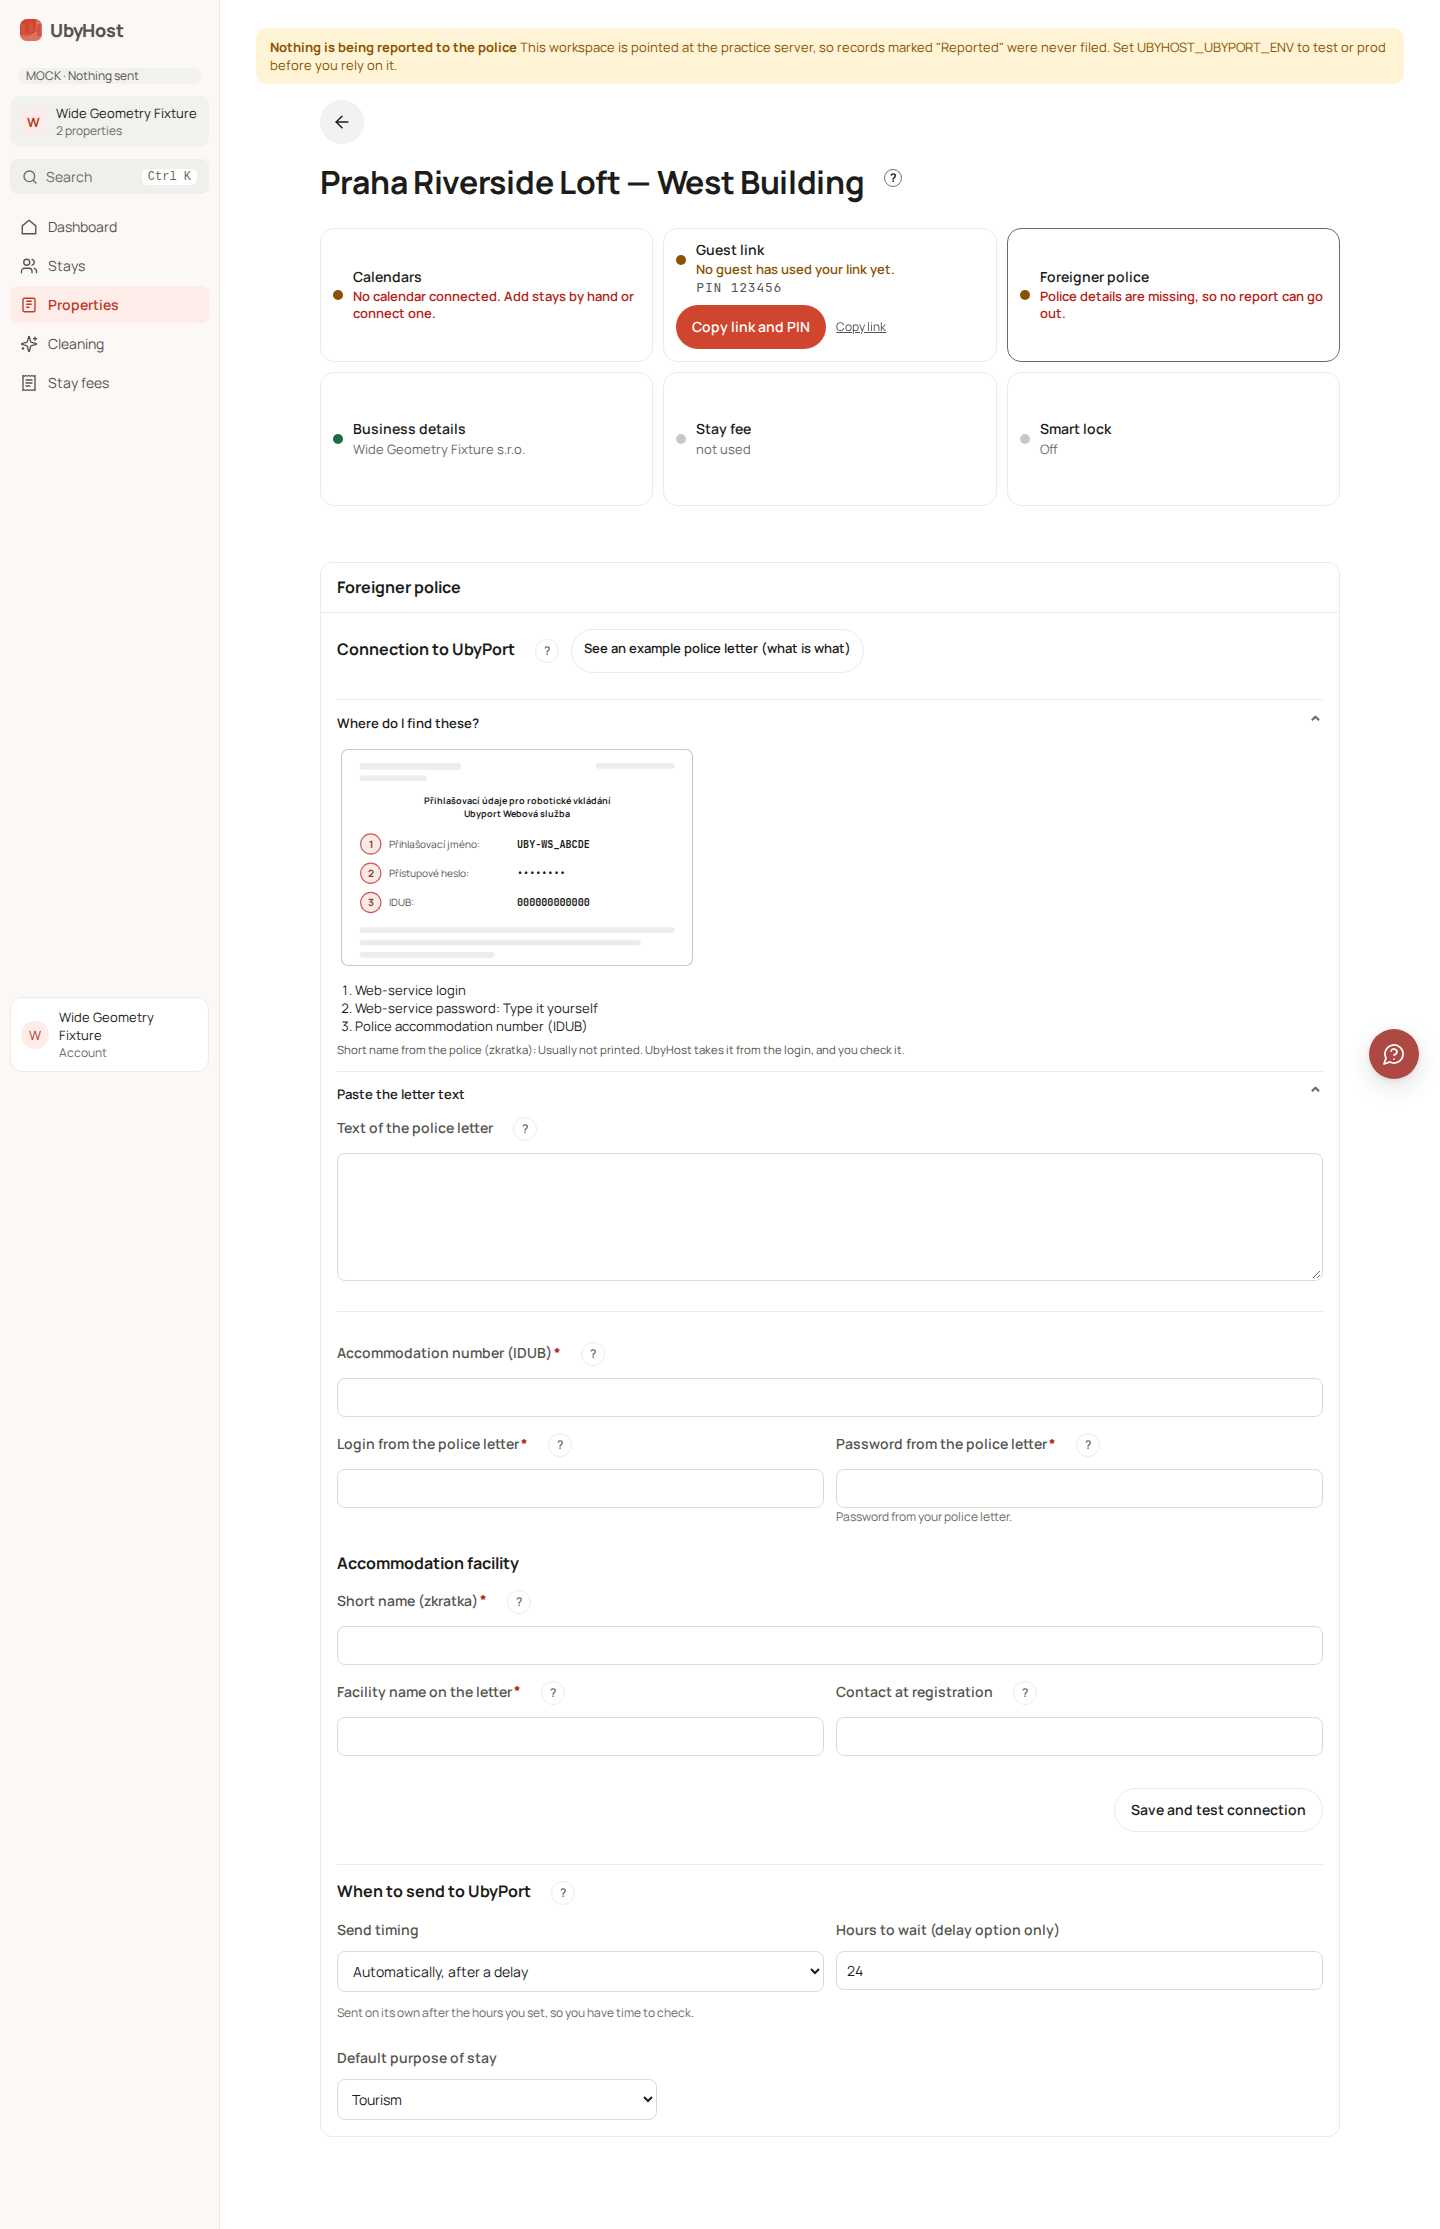 UbyHost
MOCK · Nothing sent
W
Wide Geometry Fixture
2 properties
Search
Ctrl K
Dashboard
Stays
Properties
Cleaning
Stay fees
W
Wide Geometry
Fixture
Account
Nothing is being reported to the police This workspace is pointed at the practice server, so records marked "Reported" were never filed. Set UBYHOST_UBYPORT_ENV to test or prod
before you rely on it.
Praha Riverside Loft — West Building ?
Calendars
No calendar connected. Add stays by hand or
connect one.
Guest link
No guest has used your link yet.
PIN 123456
Copy link and PIN
Copy link
Foreigner police
Police details are missing, so no report can go
out.
Business details
Wide Geometry Fixture s.r.o.
Stay fee
not used
Smart lock
Off
Foreigner police
Connection to UbyPort ? See an example police letter (what is what)
Where do I find these?
Přihlašovací údaje pro robotické vkládání
Ubyport Webová služba
1 Přihlašovací jméno: UBY-WS_ABCDE
2 Přístupové heslo: ••••••••
3 IDUB: 000000000000
1. Web-service login
2. Web-service password: Type it yourself
3. Police accommodation number (IDUB)
Short name from the police (zkratka): Usually not printed. UbyHost takes it from the login, and you check it.
Paste the letter text
Text of the police letter ?
Accommodation number (IDUB)* ?
Login from the police letter* ?
Password from the police letter* ?
Password from your police letter.
Accommodation facility
Short name (zkratka)* ?
Facility name on the letter* ?
Contact at registration ?
Save and test connection
When to send to UbyPort ?
Send timing
Automatically, after a delay
Hours to wait (delay option only)
24
Sent on its own after the hours you set, so you have time to check.
Default purpose of stay
Tourism